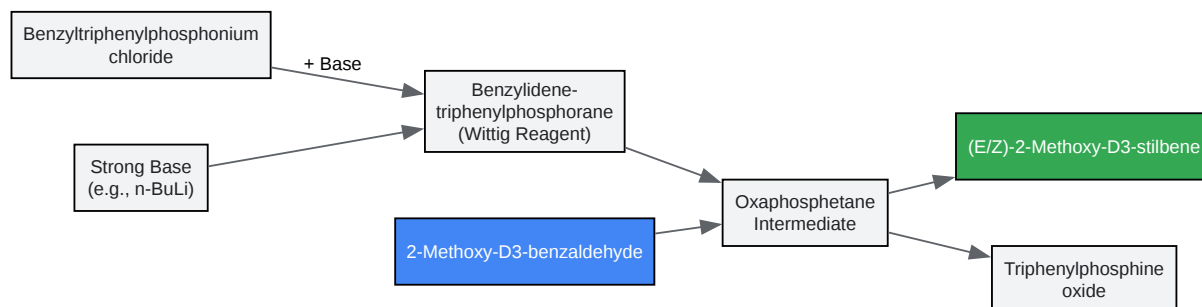 Benzyltriphenylphosphonium
chloride
+ Base
Benzylidene-
triphenylphosphorane
(Wittig Reagent)
Strong Base
(e.g., n-BuLi)
(E/Z)-2-Methoxy-D3-stilbene
Oxaphosphetane
Intermediate
2-Methoxy-D3-benzaldehyde
Triphenylphosphine
oxide